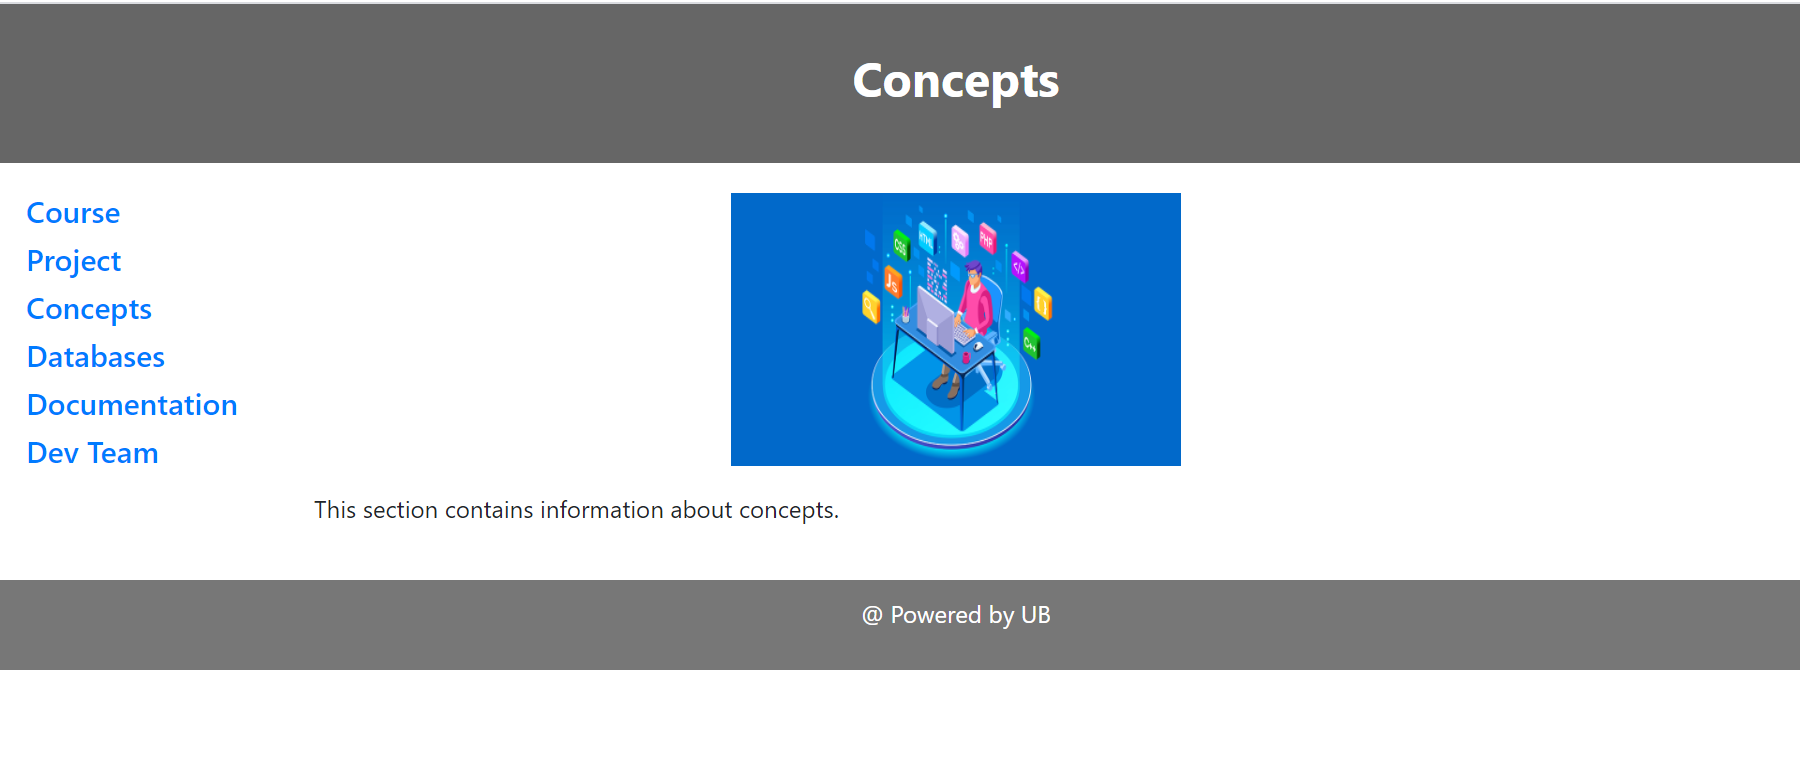 Concepts
Course
Project
Concepts
Databases
Documentation
Dev Team
CSS
HTML
PHP
JS
</>
{ }
C++
This section contains information about concepts.
@ Powered by UB